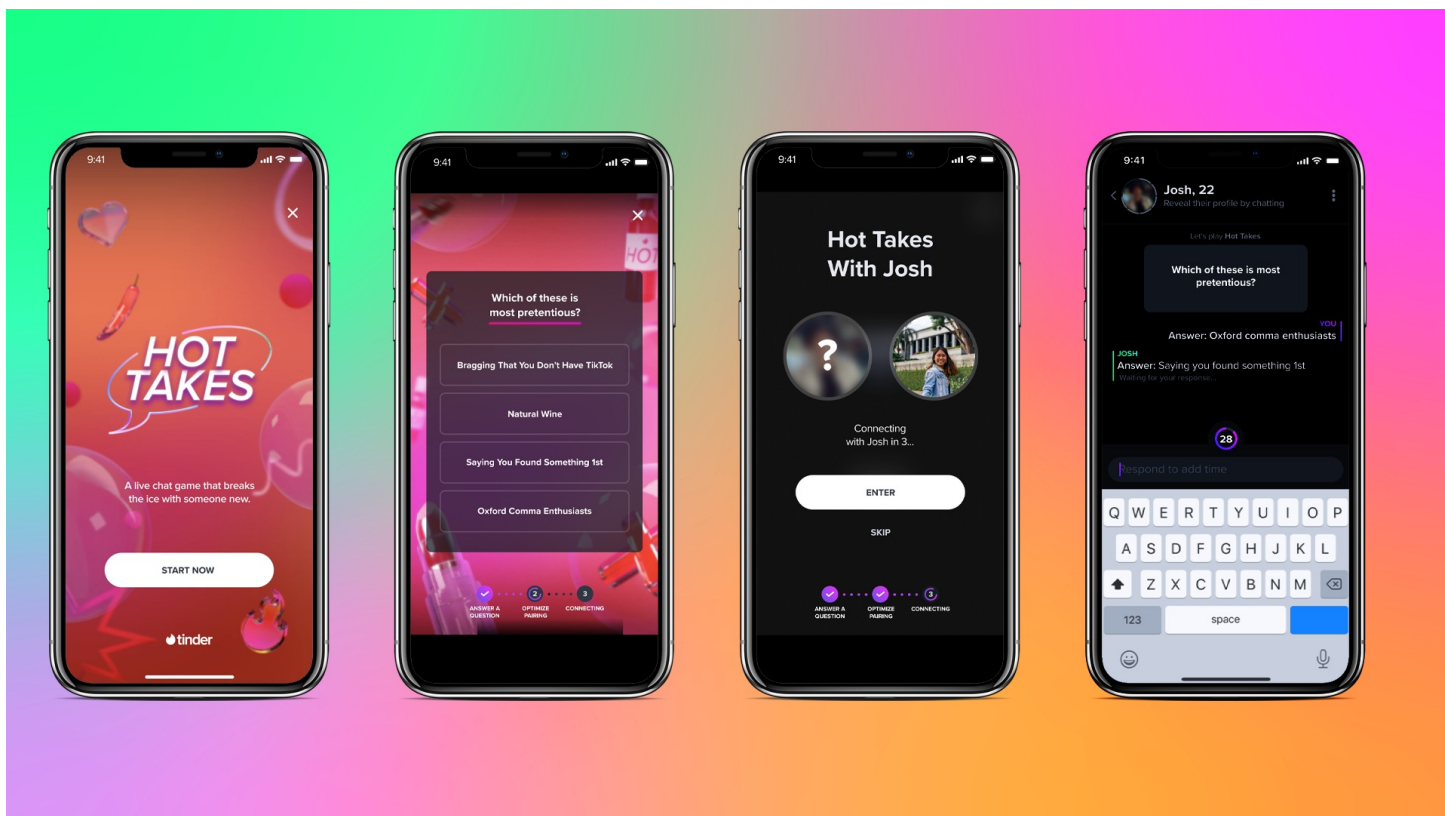 9:41
HOT
TAKES
A live chat game that breaks
the ice with someone new.
START NOW
tinder
9:41
HOT
Which of these is
most pretentious?
Bragging That You Don't Have TikTok
Natural Wine
Saying You Found Something 1st
Oxford Comma Enthusiasts
2
3
ANSWER A
QUESTION
OPTIMIZE
PAIRING
CONNECTING
9:41
Hot Takes
With Josh
?
Connecting
with Josh in 3...
ENTER
SKIP
3
ANSWER A
QUESTION
OPTIMIZE
PAIRING
CONNECTING
9:41
Josh, 22
Reveal their profile by chatting
Let's play Hot Takes
Which of these is most
pretentious?
YOU
Answer: Oxford comma enthusiasts
JOSH
Answer: Saying you found something 1st
Waiting for your response...
28
Respond to add time
Q W E R T Y U I O P
A S D F G H J K L
Z X C V B N M
123
space